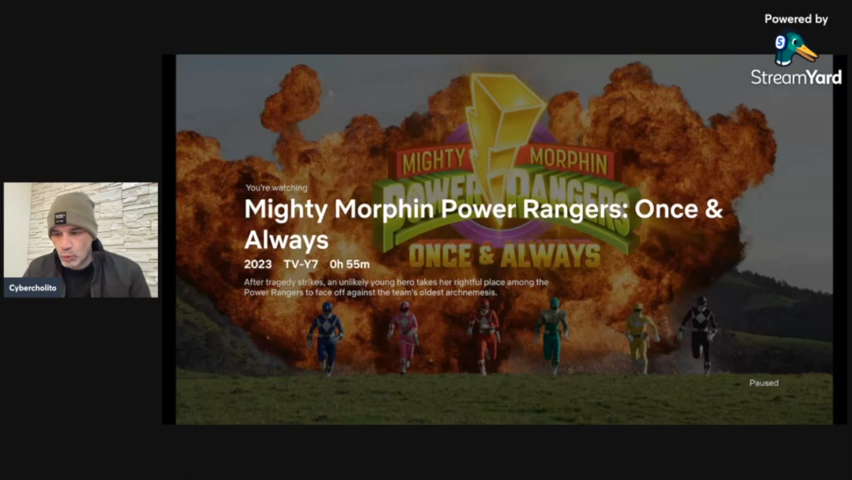 Powered by
S
StreamYard
MIGHTY MORPHIN
POWER RANGERS
ONCE & ALWAYS
You're watching
Mighty Morphin Power Rangers: Once &
Always
2023 TV-Y7 0h 55m
After tragedy strikes, an unlikely young hero takes her rightful place among the
Power Rangers to face off against the team's oldest archnemesis.
Paused
Cybercholito